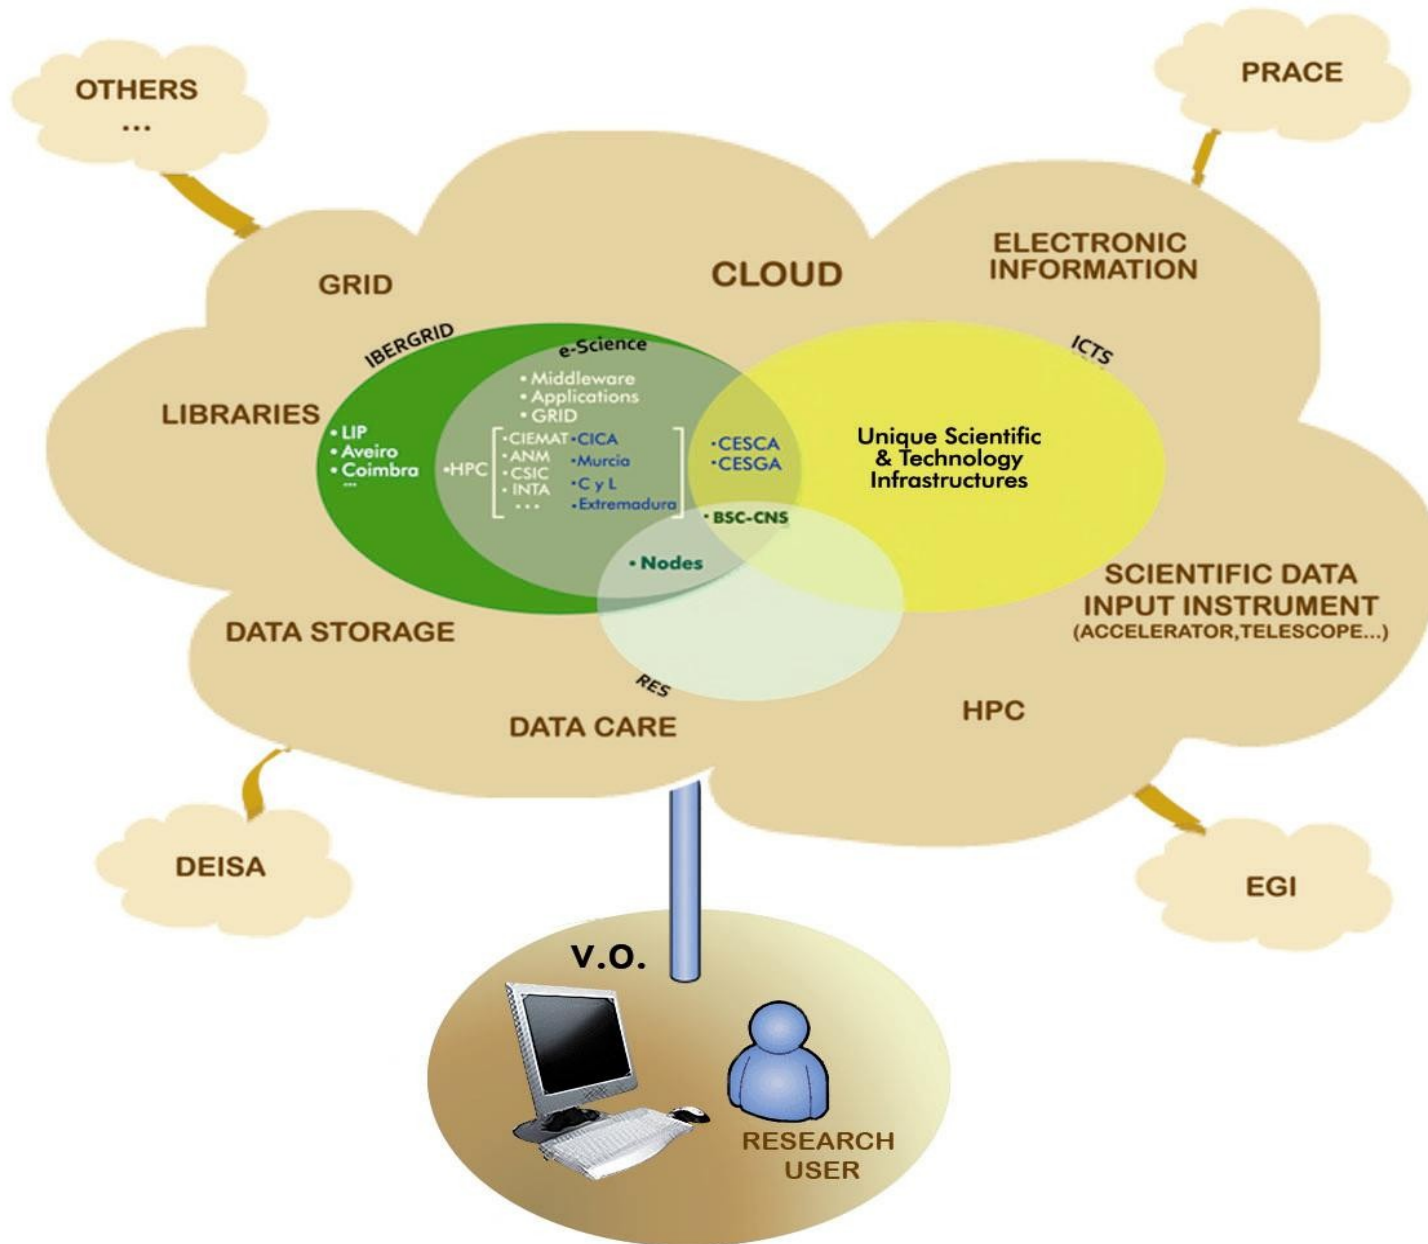 OTHERS
...
PRACE
GRID
CLOUD
ELECTRONIC
INFORMATION
IBERGRID
e-Science
ICTS
• Middleware
• Applications
• GRID
LIBRARIES
• LIP
• Aveiro
• Coimbra
...
• HPC
• CIEMAT
• ANM
• CSIC
• INTA
...
• CICA
• Murcia
• C y L
• Extremadura
• CESCA
• CESGA
Unique Scientific
& Technology
Infrastructures
• BSC-CNS
• Nodes
SCIENTIFIC DATA
INPUT INSTRUMENT
(ACCELERATOR,TELESCOPE...)
DATA STORAGE
RES
DATA CARE
HPC
DEISA
EGI
V.O.
RESEARCH
USER